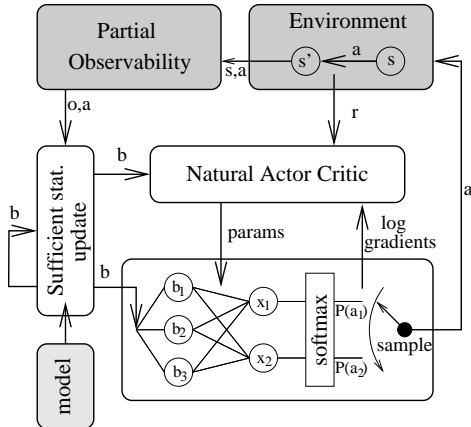 Partial
Observability
Environment
s'
a
s
s,a
o,a
r
a
b
b
b
Sufficient stat.
update
Natural Actor Critic
params
log
gradients
b1
b2
b3
x1
x2
softmax
P(a1)
P(a2)
sample
model